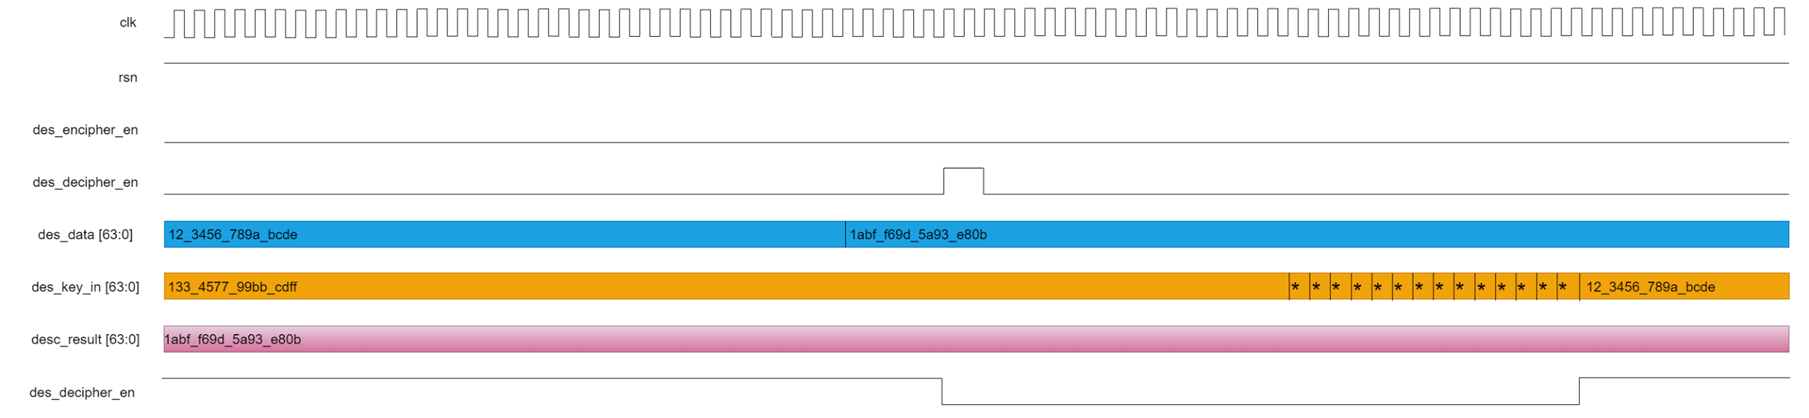 clk
rsn
des_encipher_en
des_decipher_en
des_data [63:0] 12_3456_789a_bcde 1abf_f69d_5a93_e80b
des_key_in [63:0] 133_4577_99bb_cdff * * * * * * * * * * * * * * 12_3456_789a_bcde
desc_result [63:0] 1abf_f69d_5a93_e80b
des_decipher_en